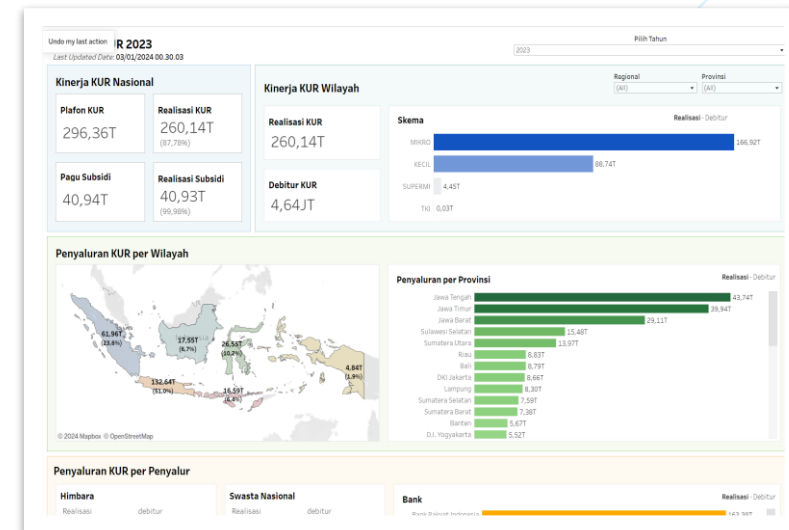 Undo my last action
R 2023
Last Updated Date: 03/01/2024 00.30.03
Pilih Tahun
2023
Kinerja KUR Nasional
Plafon KUR
296,36T
Realisasi KUR
260,14T
(87,78%)
Pagu Subsidi
40,94T
Realisasi Subsidi
40,93T
(99,98%)
Kinerja KUR Wilayah
Regional
(All)
Provinsi
(All)
Realisasi KUR
260,14T
Debitur KUR
4,64JT
Skema
Realisasi - Debitur
MIKRO 166,92T
KECIL 88,74T
SUPERMI 4,45T
TKI 0,03T
Penyaluran KUR per Wilayah
61,96T
(23,8%)
17,55T
(6,7%)
26,56T
(10,2%)
4,84T
(1,9%)
132,64T
(51,0%)
16,59T
(6,4%)
© 2024 Mapbox © OpenStreetMap
Penyaluran per Provinsi
Realisasi - Debitur
Jawa Tengah 43,74T
Jawa Timur 39,94T
Jawa Barat 29,11T
Sulawesi Selatan 15,48T
Sumatera Utara 13,97T
Riau 8,83T
Bali 8,79T
DKI Jakarta 8,66T
Lampung 8,30T
Sumatera Selatan 7,59T
Sumatera Barat 7,38T
Banten 5,67T
D.I. Yogyakarta 5,52T
Penyaluran KUR per Penyalur
Himbara
Realisasi debitur
Swasta Nasional
Realisasi debitur
Bank
Realisasi - Debitur
Bank Rakyat Indonesia